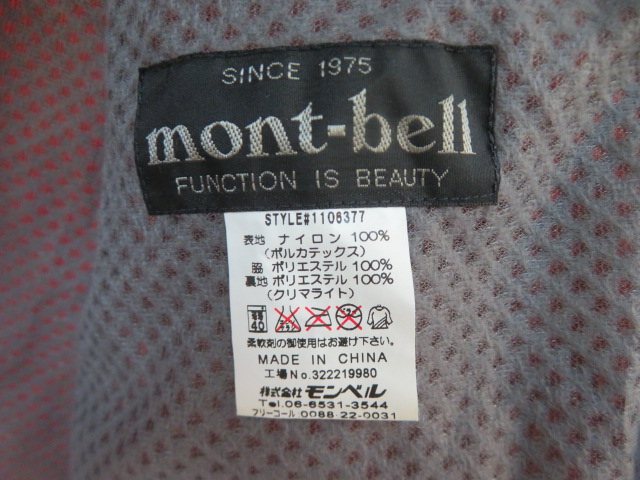 SINCE 1975
mont-bell
FUNCTION IS BEAUTY
STYLE#1106377
表地 ナイロン 100%
(ポルカテックス)
脇 ポリエステル 100%
裏地 ポリエステル 100%
(クリマライト)
40
柔軟剤の御使用はお避け下さい。
MADE IN CHINA
工場No.322219980
株式会社モンベル
Tel.06-6531-3544
フリーコール:0088-22-0031